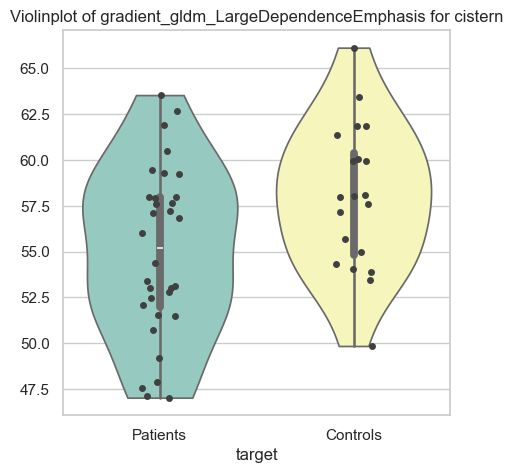 Violinplot of gradient_gldm_LargeDependenceEmphasis for cistern
65.0
62.5
60.0
57.5
55.0
52.5
50.0
47.5
Patients
Controls
target